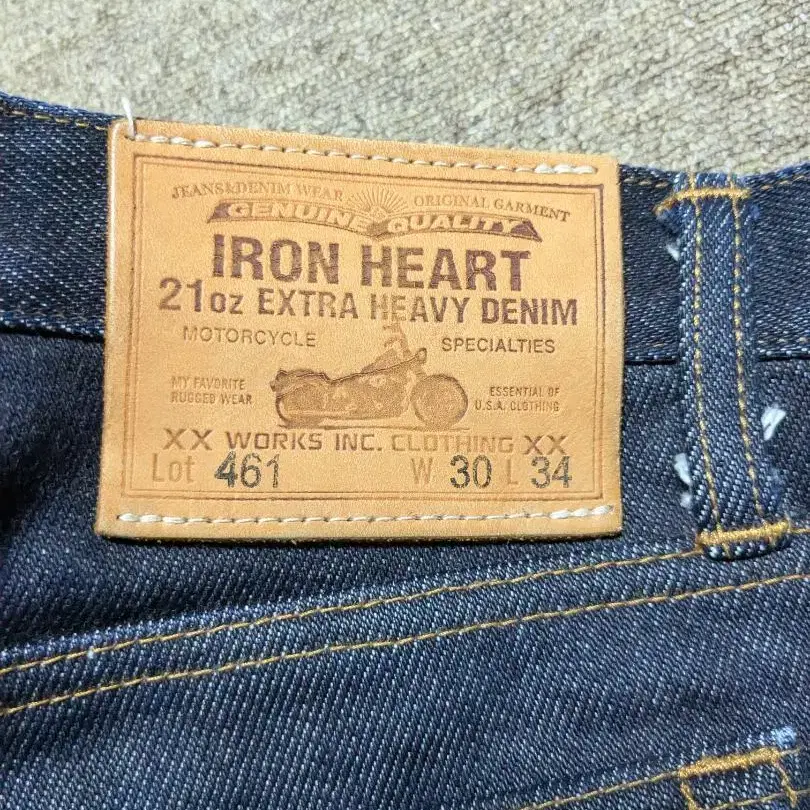 JEANS&DENIM WEAR ORIGINAL GARMENT
GENUINE QUALITY
IRON HEART
21oz EXTRA HEAVY DENIM
MOTORCYCLE SPECIALTIES
MY FAVORITE
RUGGED WEAR
ESSENTIAL OF
U.S.A. CLOTHING
XX WORKS INC. CLOTHING XX
Lot 461 W 30 L 34